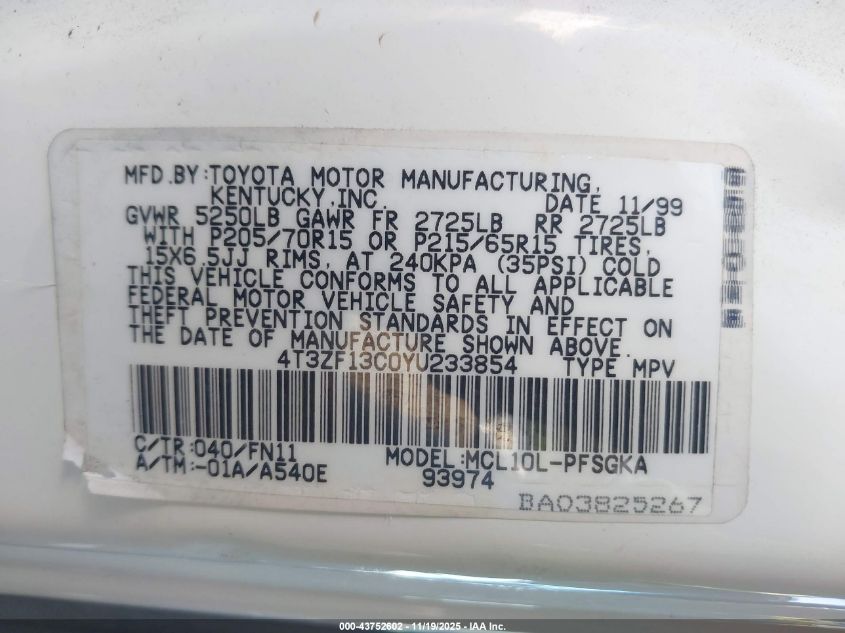 MFD.BY:TOYOTA MOTOR MANUFACTURING,
KENTUCKY,INC. DATE 11/99
GVWR 5250LB GAWR FR 2725LB RR 2725LB
WITH P205/70R15 OR P215/65R15 TIRES,
15X6.5JJ RIMS, AT 240KPA (35PSI) COLD
THIS VEHICLE CONFORMS TO ALL APPLICABLE
FEDERAL MOTOR VEHICLE SAFETY AND
THEFT PREVENTION STANDARDS IN EFFECT ON
THE DATE OF MANUFACTURE SHOWN ABOVE.
4T3ZF13C0YU233854 TYPE MPV
C/TR:040/FN11 MODEL:MCL10L-PFSGKA
A/TM:-01A/A540E 93974
BA03825267
000-43752602 - 11/19/2025 - IAA Inc.